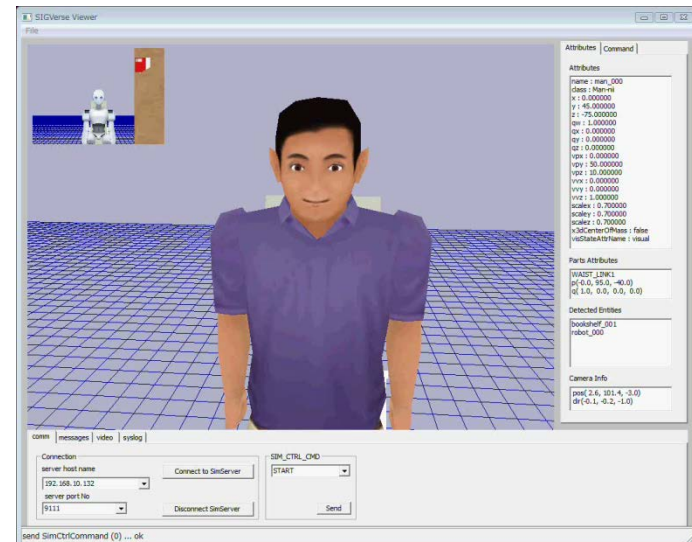 SIGVerse Viewer
File
Attributes
Command
Attributes
name : man_000
class : Man-nii
x : 0.000000
y : 45.000000
z : -75.000000
qw : 1.000000
qx : 0.000000
qy : 0.000000
qz : 0.000000
vpx : 0.000000
vpy : 50.000000
vpz : 10.000000
vvx : 0.000000
vvy : 0.000000
vvz : 1.000000
scalex : 0.700000
scaley : 0.700000
scalez : 0.700000
x3dCenterOfMass : false
visStateAttrName : visual
Parts Attributes
WAIST_LINK1
p(-0.0, 95.0, -40.0)
q( 1.0, 0.0, 0.0, 0.0)
Detected Entities
bookshelf_001
robot_000
Camera Info
pos( 2.6, 101.4, -3.0)
dir(-0.1, -0.2, -1.0)
comm messages video syslog
Connection
server host name
192.168.10.132
Connect to SimServer
server port No
9111
Disconnect SimServer
SIM_CTRL_CMD
START
Send
send SimCtrlCommand (0) ... ok